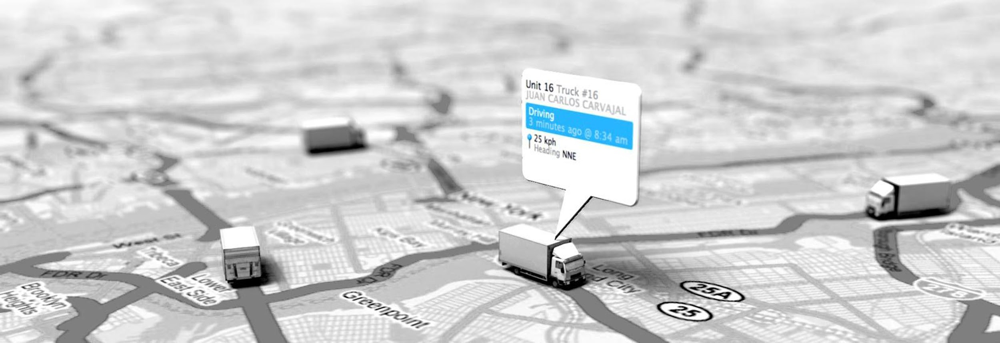 Unit 16 Truck #16
JUAN CARLOS CARVAJAL
Driving
3 minutes ago @ 8:34 am
25 kph
Heading NNE
New York
West St
Tribeca
FDR Dr
Lower
East Side
Brooklyn
Heights
FDR Dr
Greenpoint
FDR Dr
Long
City
25A
25
278